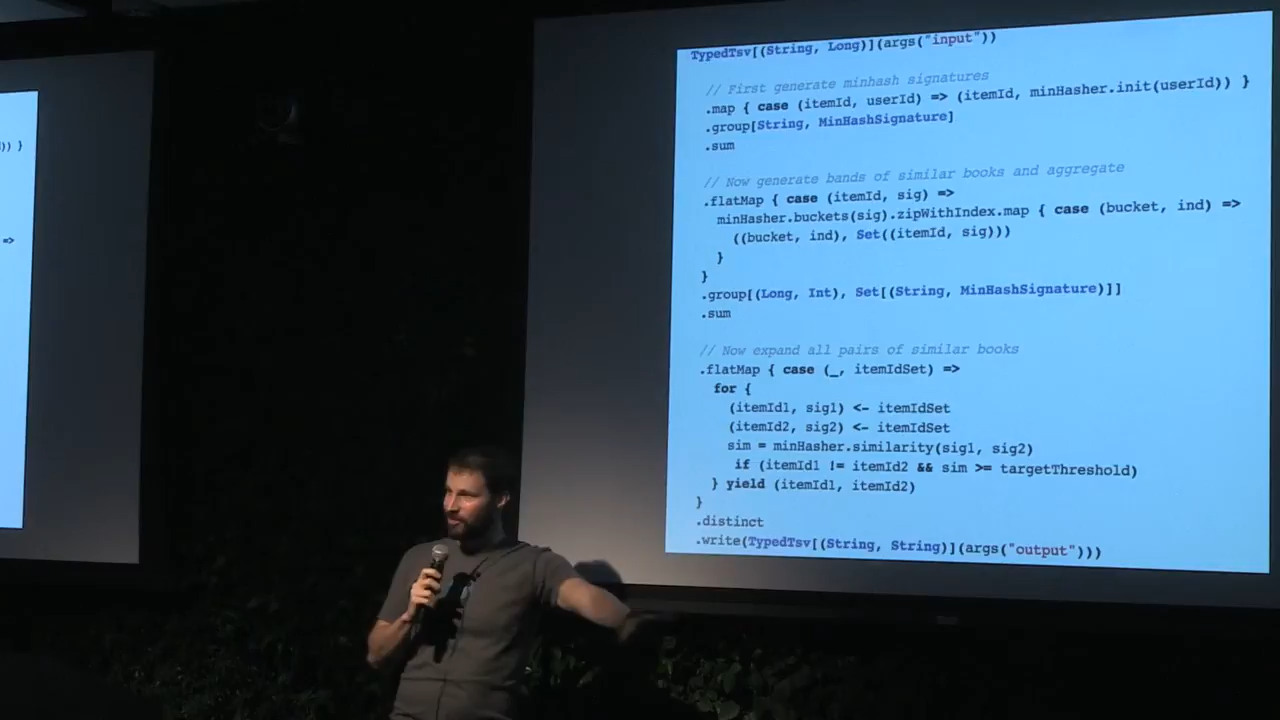 )) }
=>
TypedTsv[(String, Long)](args("input"))
// First generate minhash signatures
.map { case (itemId, userId) => (itemId, minHasher.init(userId)) }
.group[String, MinHashSignature]
.sum
// Now generate bands of similar books and aggregate
.flatMap { case (itemId, sig) =>
minHasher.buckets(sig).zipWithIndex.map { case (bucket, ind) =>
((bucket, ind), Set((itemId, sig)))
}
}
.group[(Long, Int), Set[(String, MinHashSignature)]]
.sum
// Now expand all pairs of similar books
.flatMap { case (_, itemIdSet) =>
for {
(itemId1, sig1) <- itemIdSet
(itemId2, sig2) <- itemIdSet
sim = minHasher.similarity(sig1, sig2)
if (itemId1 != itemId2 && sim >= targetThreshold)
} yield (itemId1, itemId2)
}
.distinct
.write(TypedTsv[(String, String)](args("output")))